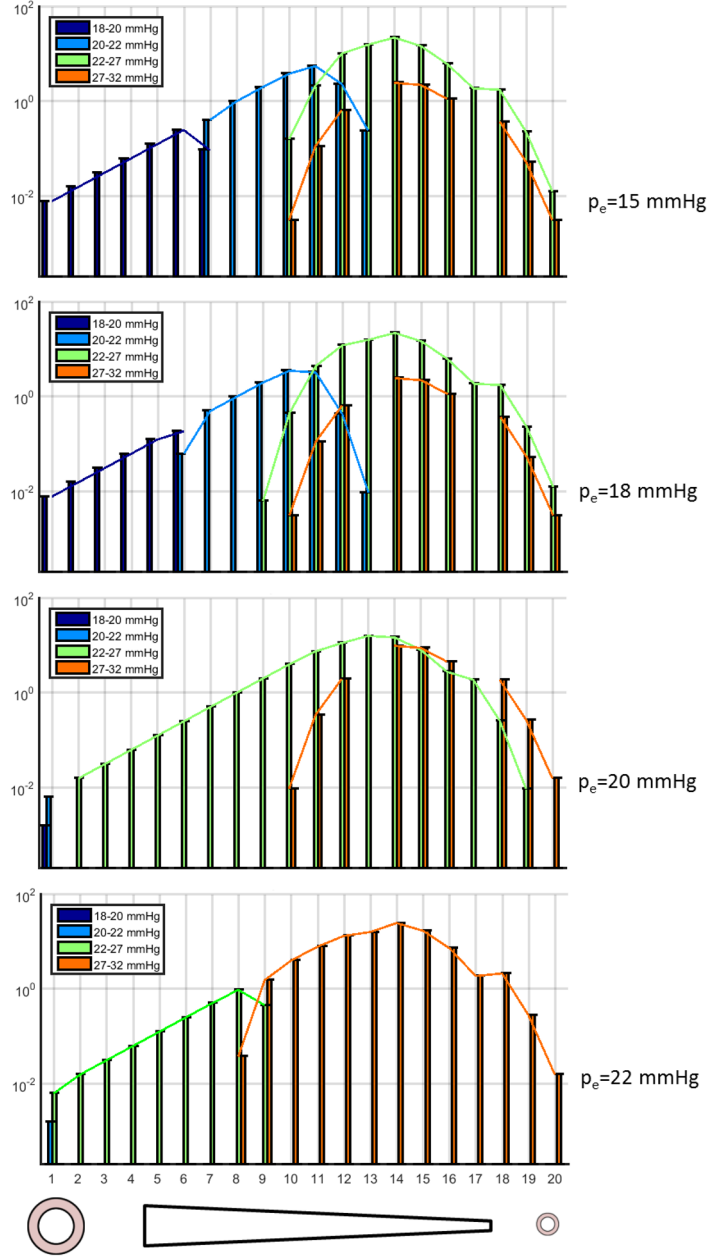 10²
18-20 mmHg
20-22 mmHg
22-27 mmHg
27-32 mmHg
10⁰
10⁻²
pₑ=15 mmHg
10²
18-20 mmHg
20-22 mmHg
22-27 mmHg
27-32 mmHg
10⁰
10⁻²
pₑ=18 mmHg
10²
18-20 mmHg
20-22 mmHg
22-27 mmHg
27-32 mmHg
10⁰
10⁻²
pₑ=20 mmHg
10²
18-20 mmHg
20-22 mmHg
22-27 mmHg
27-32 mmHg
10⁰
10⁻²
pₑ=22 mmHg
1 2 3 4 5 6 7 8 9 10 11 12 13 14 15 16 17 18 19 20